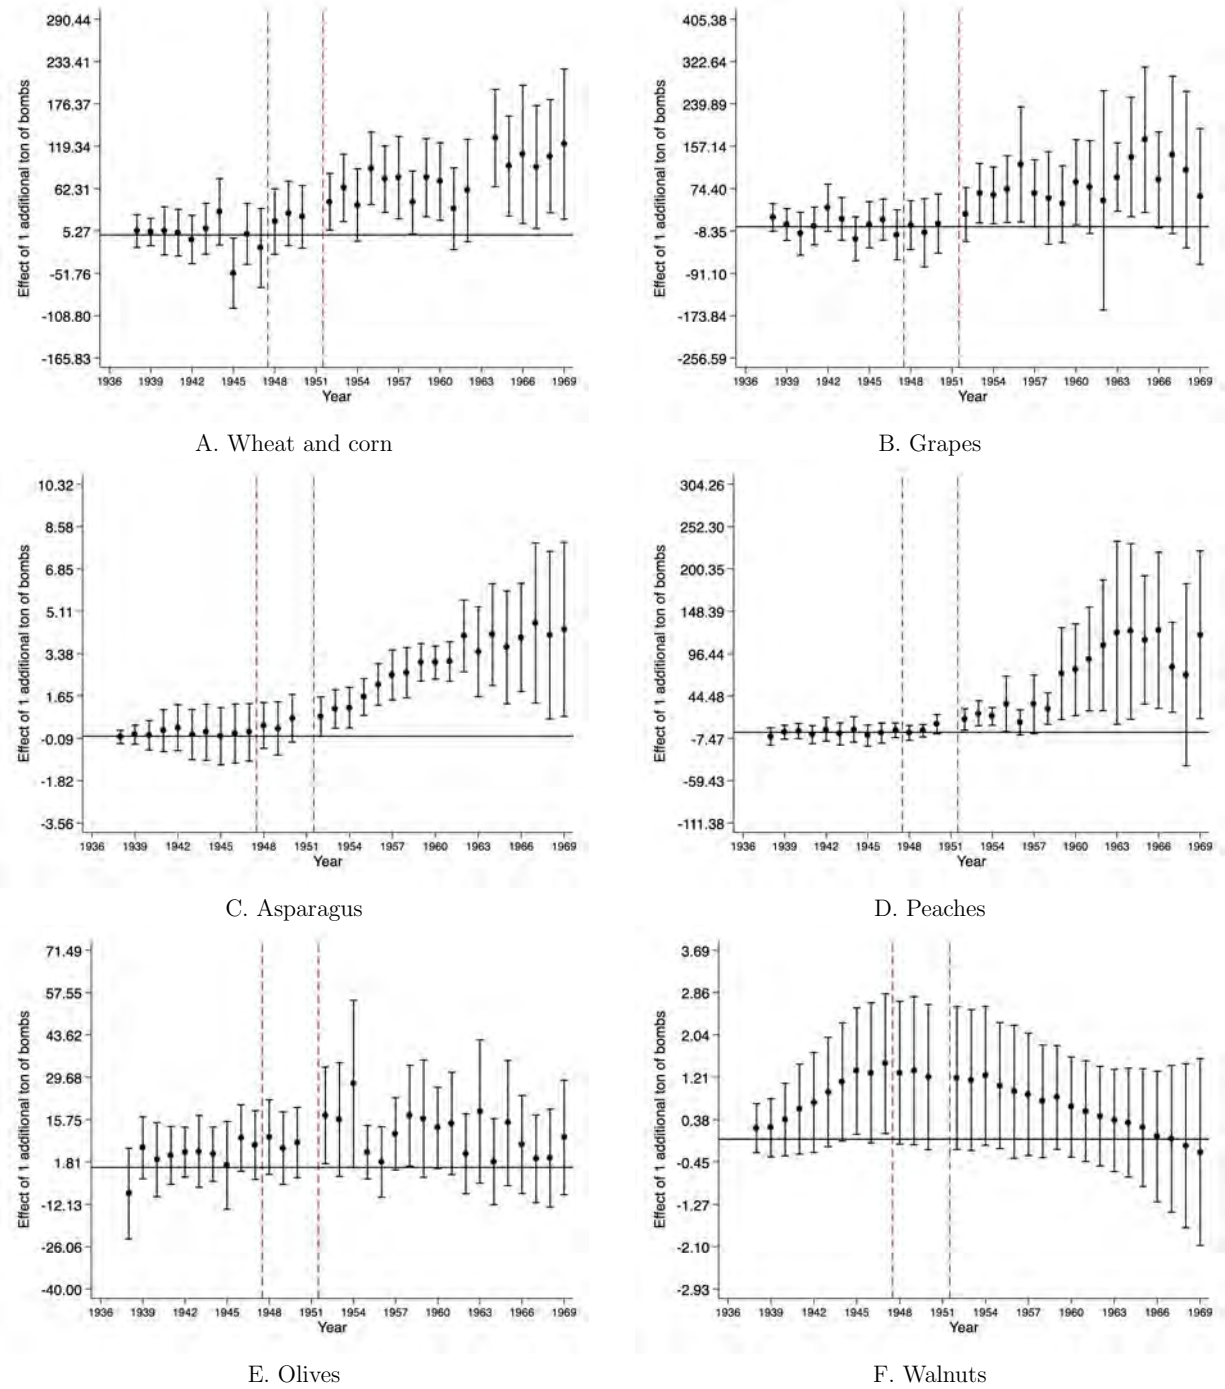 Effect of 1 additional ton of bombs
290.44
233.41
176.37
119.34
62.31
5.27
-51.76
-108.80
-165.83
1936 1939 1942 1945 1948 1951 1954 1957 1960 1963 1966 1969
Year
A. Wheat and corn
Effect of 1 additional ton of bombs
405.38
322.64
239.89
157.14
74.40
-8.35
-91.10
-173.84
-256.59
1936 1939 1942 1945 1948 1951 1954 1957 1960 1963 1966 1969
Year
B. Grapes
Effect of 1 additional ton of bombs
10.32
8.58
6.85
5.11
3.38
1.65
-0.09
-1.82
-3.56
1936 1939 1942 1945 1948 1951 1954 1957 1960 1963 1966 1969
Year
C. Asparagus
Effect of 1 additional ton of bombs
304.26
252.30
200.35
148.39
96.44
44.48
-7.47
-59.43
-111.38
1936 1939 1942 1945 1948 1951 1954 1957 1960 1963 1966 1969
Year
D. Peaches
Effect of 1 additional ton of bombs
71.49
57.55
43.62
29.68
15.75
1.81
-12.13
-26.06
-40.00
1936 1939 1942 1945 1948 1951 1954 1957 1960 1963 1966 1969
Year
E. Olives
Effect of 1 additional ton of bombs
3.69
2.86
2.04
1.21
0.38
-0.45
-1.27
-2.10
-2.93
1936 1939 1942 1945 1948 1951 1954 1957 1960 1963 1966 1969
Year
F. Walnuts